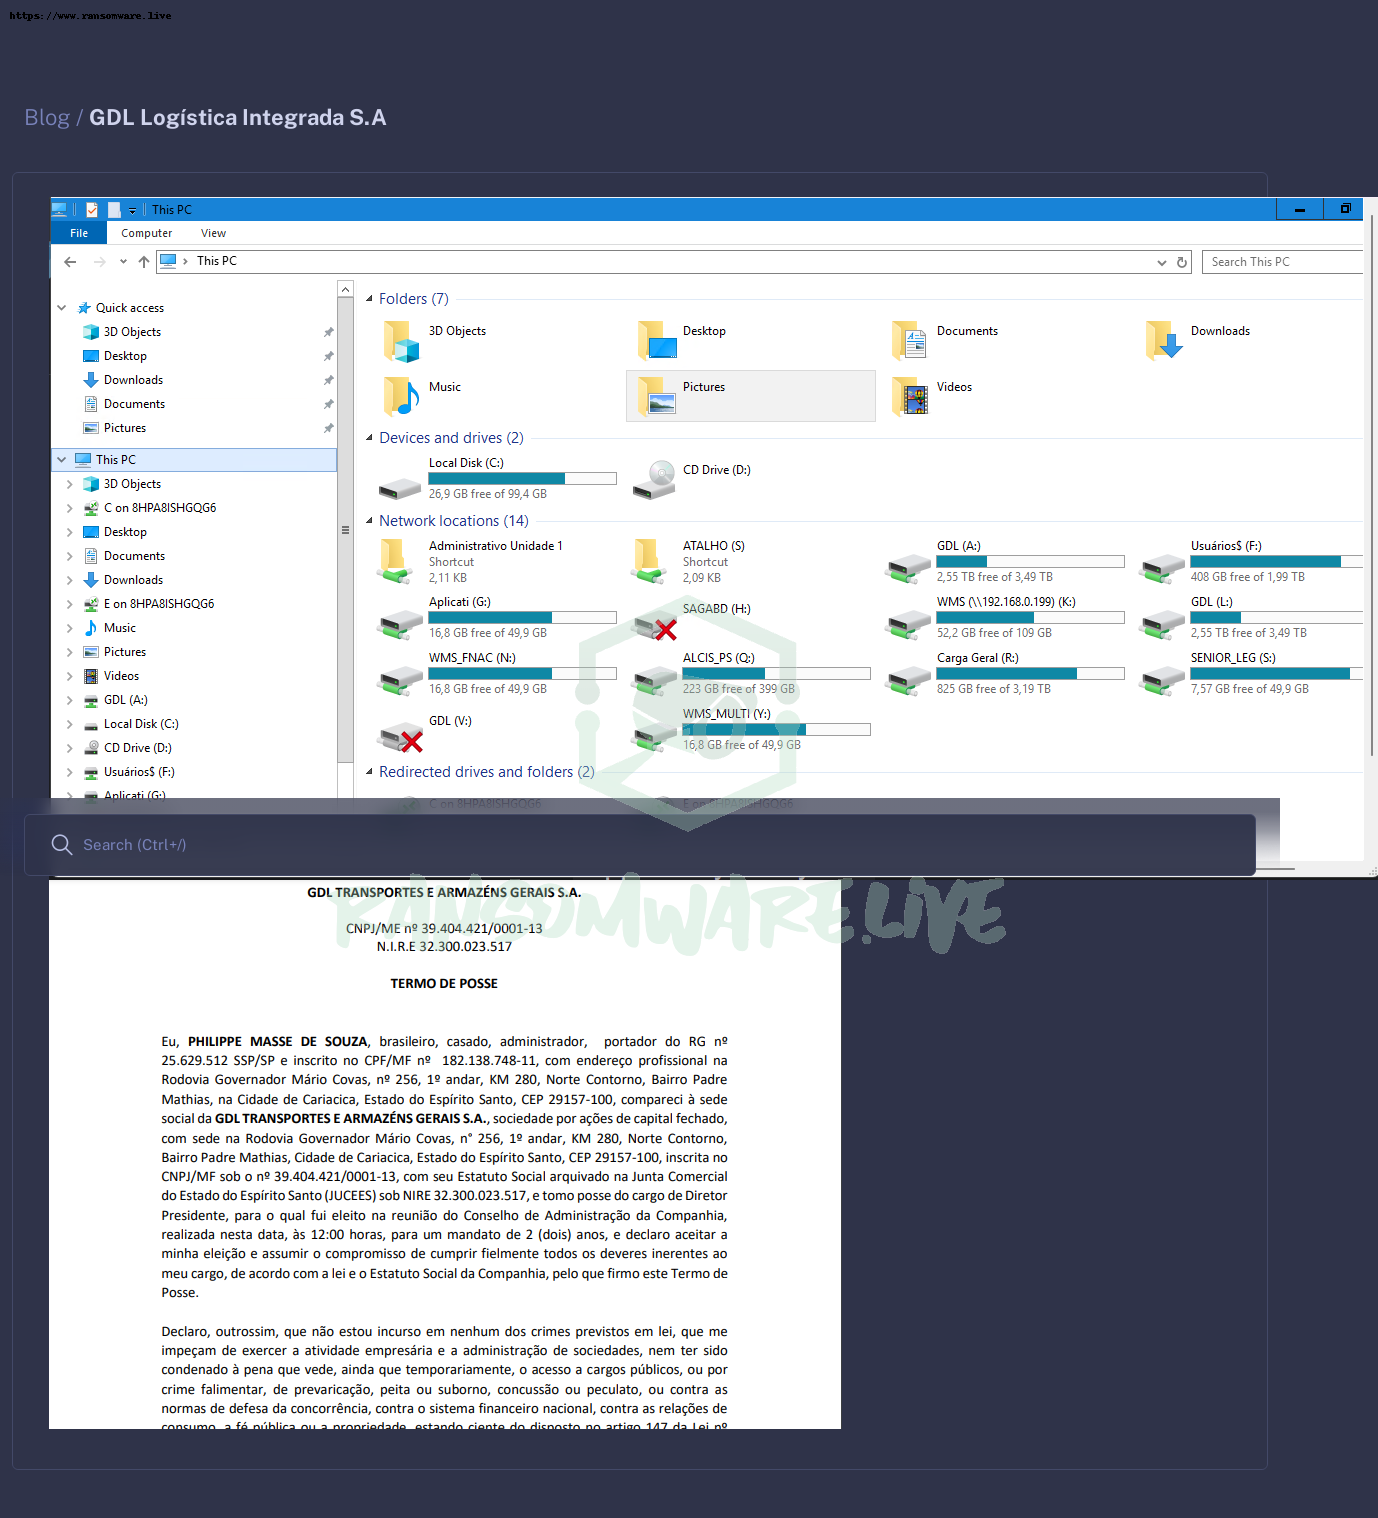 https://www.ransomware.live
Blog / GDL Logística Integrada S.A
This PC
File Computer View
This PC
Search This PC
Quick access
3D Objects
Desktop
Downloads
Documents
Pictures
This PC
3D Objects
C on 8HPA8ISHGQG6
Desktop
Documents
Downloads
E on 8HPA8ISHGQG6
Music
Pictures
Videos
GDL (A:)
Local Disk (C:)
CD Drive (D:)
Usuários$ (F:)
Aplicati (G:)
Folders (7)
3D Objects Desktop Documents Downloads
Music Pictures Videos
Devices and drives (2)
Local Disk (C:)
26,9 GB free of 99,4 GB
CD Drive (D:)
Network locations (14)
Administrativo Unidade 1
Shortcut
2,11 KB
ATALHO (S)
Shortcut
2,09 KB
GDL (A:)
2,55 TB free of 3,49 TB
Usuários$ (F:)
408 GB free of 1,99 TB
Aplicati (G:)
16,8 GB free of 49,9 GB
SAGABD (H:)
WMS (\\192.168.0.199) (K:)
52,2 GB free of 109 GB
GDL (L:)
2,55 TB free of 3,49 TB
WMS_FNAC (N:)
16,8 GB free of 49,9 GB
ALCIS_PS (Q:)
223 GB free of 399 GB
Carga Geral (R:)
825 GB free of 3,19 TB
SENIOR_LEG (S:)
7,57 GB free of 49,9 GB
GDL (V:)
WMS_MULTI (Y:)
16,8 GB free of 49,9 GB
Redirected drives and folders (2)
C on 8HPA8ISHGQG6
E on 8HPA8ISHGQG6
Search (Ctrl+/)
RANSOMWARE.LIVE
GDL TRANSPORTES E ARMAZÉNS GERAIS S.A.
CNPJ/ME nº 39.404.421/0001-13
N.I.R.E 32.300.023.517
TERMO DE POSSE
Eu, PHILIPPE MASSE DE SOUZA, brasileiro, casado, administrador, portador do RG nº
25.629.512 SSP/SP e inscrito no CPF/MF nº 182.138.748-11, com endereço profissional na
Rodovia Governador Mário Covas, nº 256, 1º andar, KM 280, Norte Contorno, Bairro Padre
Mathias, na Cidade de Cariacica, Estado do Espírito Santo, CEP 29157-100, compareci à sede
social da GDL TRANSPORTES E ARMAZÉNS GERAIS S.A., sociedade por ações de capital fechado,
com sede na Rodovia Governador Mário Covas, n° 256, 1º andar, KM 280, Norte Contorno,
Bairro Padre Mathias, Cidade de Cariacica, Estado do Espírito Santo, CEP 29157-100, inscrita no
CNPJ/MF sob o nº 39.404.421/0001-13, com seu Estatuto Social arquivado na Junta Comercial
do Estado do Espírito Santo (JUCEES) sob NIRE 32.300.023.517, e tomo posse do cargo de Diretor
Presidente, para o qual fui eleito na reunião do Conselho de Administração da Companhia,
realizada nesta data, às 12:00 horas, para um mandato de 2 (dois) anos, e declaro aceitar a
minha eleição e assumir o compromisso de cumprir fielmente todos os deveres inerentes ao
meu cargo, de acordo com a lei e o Estatuto Social da Companhia, pelo que firmo este Termo de
Posse.
Declaro, outrossim, que não estou incurso em nenhum dos crimes previstos em lei, que me
impeçam de exercer a atividade empresária e a administração de sociedades, nem ter sido
condenado à pena que vede, ainda que temporariamente, o acesso a cargos públicos, ou por
crime falimentar, de prevaricação, peita ou suborno, concussão ou peculato, ou contra as
normas de defesa da concorrência, contra o sistema financeiro nacional, contra as relações de
consumo, a fé pública ou a propriedade, estando ciente do disposto no artigo 147 da Lei nº